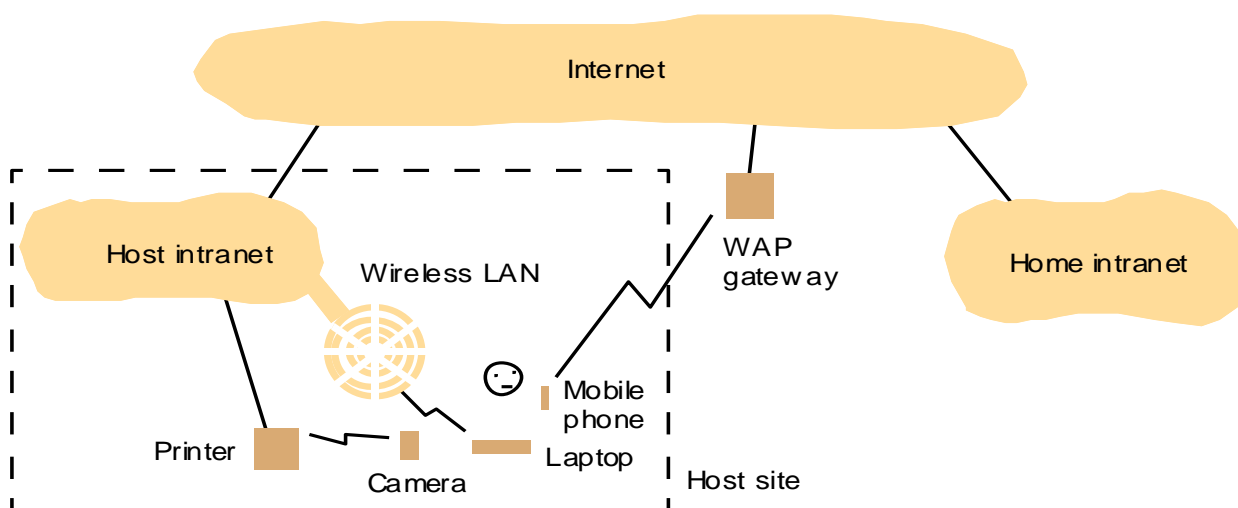 Internet
Host intranet
Wireless LAN
WAP
gateway
Home intranet
Mobile
phone
Printer
Camera
Laptop
Host site